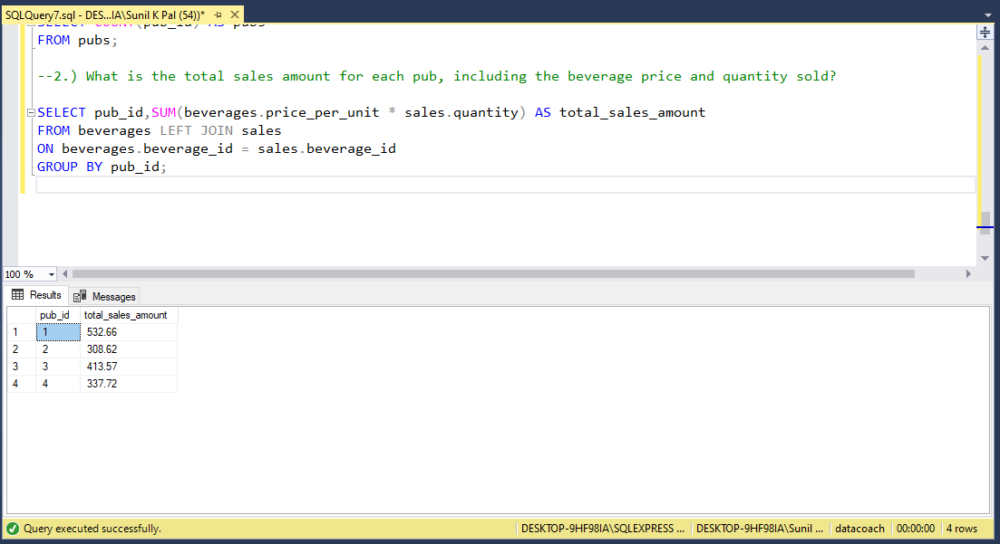 SQLQuery7.sql - DES...IA\Sunil K Pal (54))*
SELECT COUNT(pub_id) AS pubs
FROM pubs;
--2.) What is the total sales amount for each pub, including the beverage price and quantity sold?
SELECT pub_id,SUM(beverages.price_per_unit * sales.quantity) AS total_sales_amount
FROM beverages LEFT JOIN sales
ON beverages.beverage_id = sales.beverage_id
GROUP BY pub_id;
100 %
Results Messages
pub_id total_sales_amount
1 1 532.66
2 2 308.62
3 3 413.57
4 4 337.72
Query executed successfully. DESKTOP-9HF98IA\SQLEXPRESS ... DESKTOP-9HF98IA\Sunil ... datacoach 00:00:00 4 rows